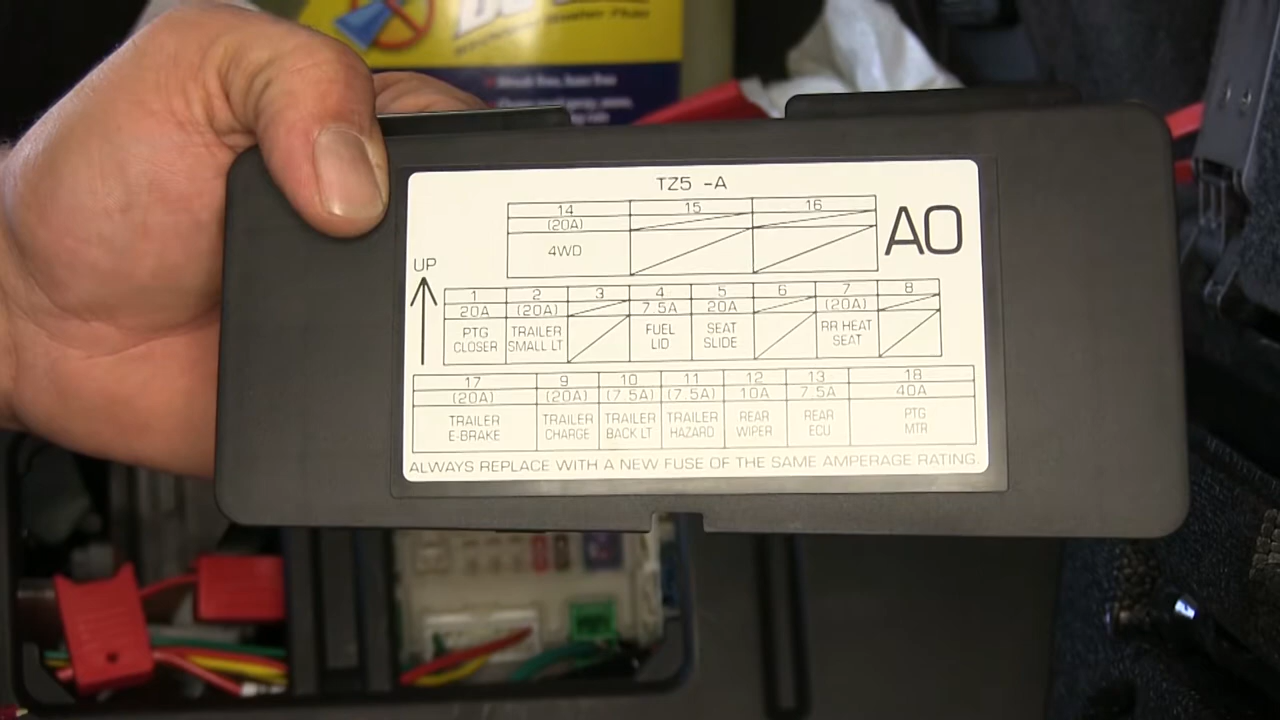 TZ5 -A
14 15 16
(20A)
4WD
AO
UP
1 2 3 4 5 6 7 8
20A (20A) 7.5A 20A (20A)
PTG CLOSER TRAILER SMALL LT FUEL LID SEAT SLIDE RR HEAT SEAT
17 9 10 11 12 13 18
(20A) (20A) (7.5A) (7.5A) 10A 7.5A 40A
TRAILER E-BRAKE TRAILER CHARGE TRAILER BACK LT TRAILER HAZARD REAR WIPER REAR ECU PTG MTR
ALWAYS REPLACE WITH A NEW FUSE OF THE SAME AMPERAGE RATING.